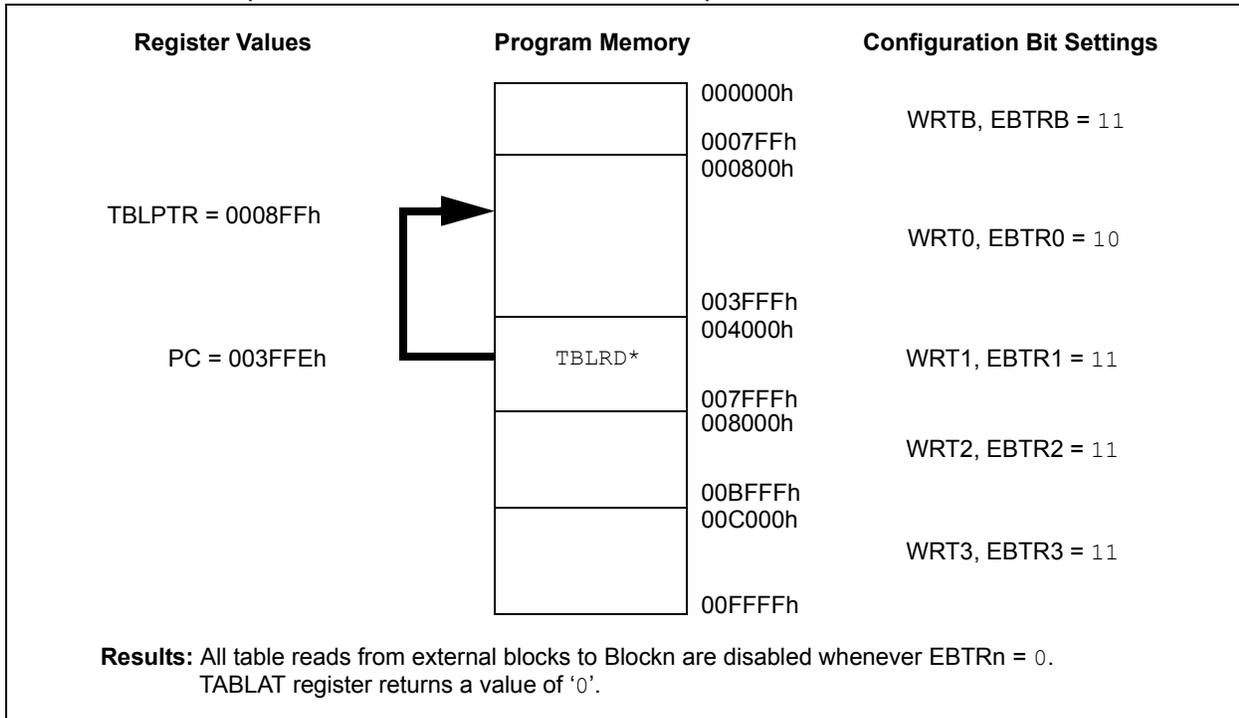 Register Values
Program Memory
Configuration Bit Settings
000000h
WRTB, EBTRB = 11
0007FFh
000800h
TBLPTR = 0008FFh
WRT0, EBTR0 = 10
003FFFh
004000h
PC = 003FFEh
TBLRD*
WRT1, EBTR1 = 11
007FFFh
008000h
WRT2, EBTR2 = 11
00BFFFh
00C000h
WRT3, EBTR3 = 11
00FFFFh
Results: All table reads from external blocks to Blockn are disabled whenever EBTRn = 0.
TABLAT register returns a value of ‘0’.